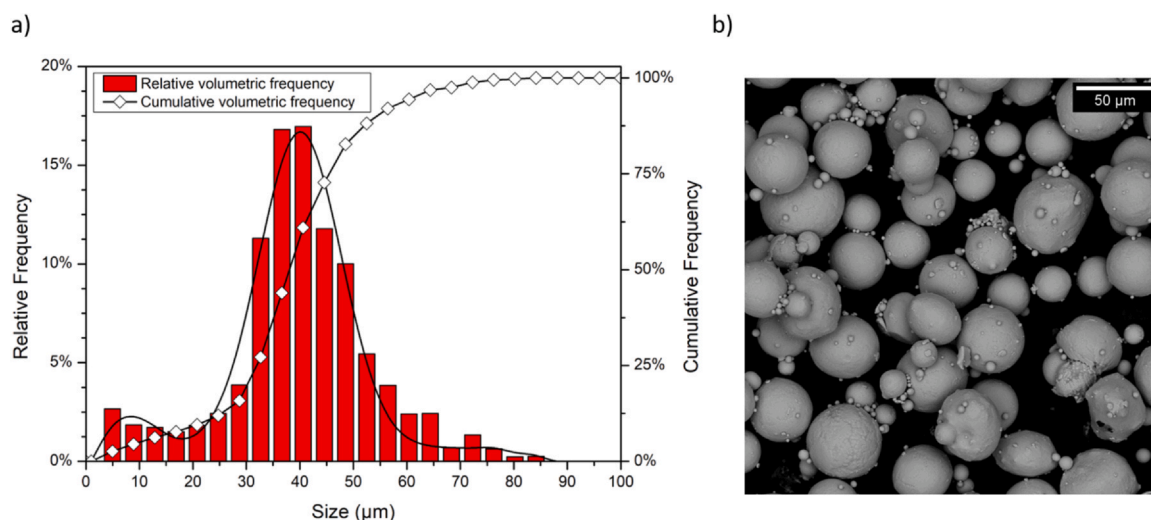 a)
b)
20%
15%
10%
5%
0%
Relative Frequency
Relative volumetric frequency
Cumulative volumetric frequency
100%
75%
50%
25%
0%
Cumulative Frequency
0
10
20
30
40
50
60
70
80
90
100
Size (µm)
50 µm